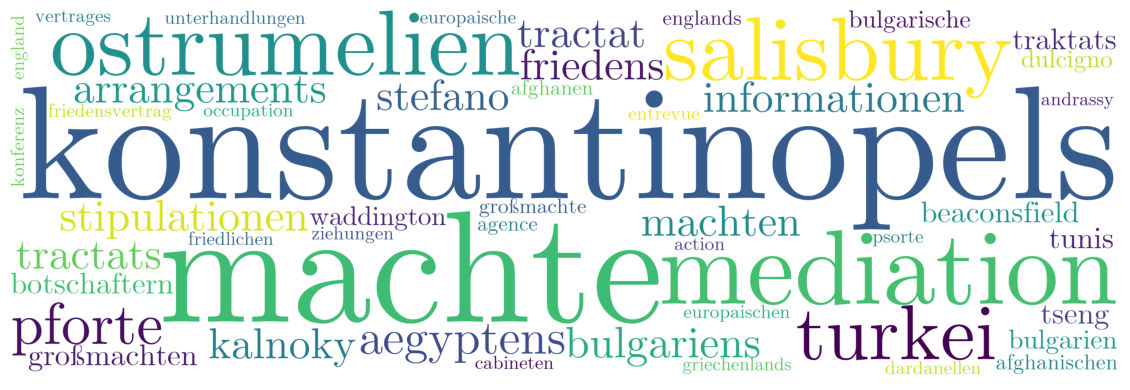 vertrages unterhandlungen europaische englands bulgarische
england ostrumelien tractat salisbury traktats
friedens dulcigno
arrangements stefano afghanen informationen andrassy
friedensvertrag occupation entrevue
konferenz konstantinopels
stipulationen waddington großmachte machten beaconsfield
friedlichen ziehungen agence action psorte tunis
tractats machte mediation
botschaftern europaischen tseng
pforte kalnoky aegyptens bulgariens turkei bulgarien
großmachten cabineten griechenlands dardanellen afghanischen